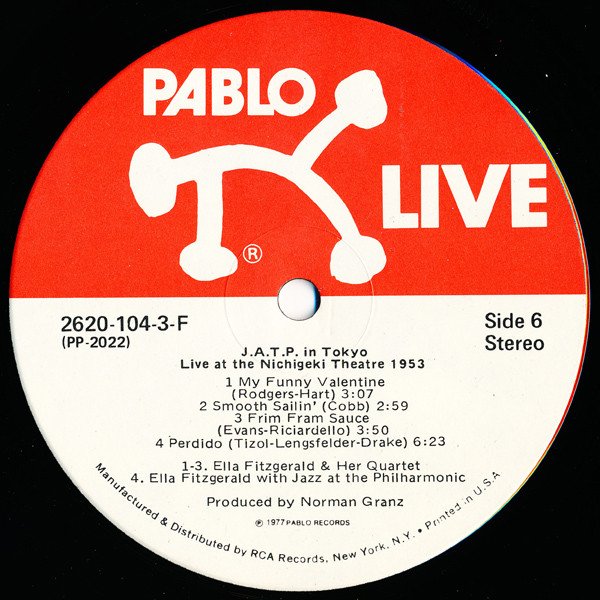 PABLO
LIVE
®
2620-104-3-F
(PP-2022)
Side 6
Stereo
J.A.T.P. in Tokyo
Live at the Nichigeki Theatre 1953
1 My Funny Valentine
(Rodgers-Hart) 3:07
2 Smooth Sailin' (Cobb) 2:59
3 Frim Fram Sauce
(Evans-Riciardello) 3:50
4 Perdido (Tizol-Lengsfelder-Drake) 6:23
1-3. Ella Fitzgerald & Her Quartet
4. Ella Fitzgerald with Jazz at the Philharmonic
Produced by Norman Granz
℗ 1977 PABLO RECORDS
Manufactured & Distributed by RCA Records, New York, N.Y. • Printed in U.S.A